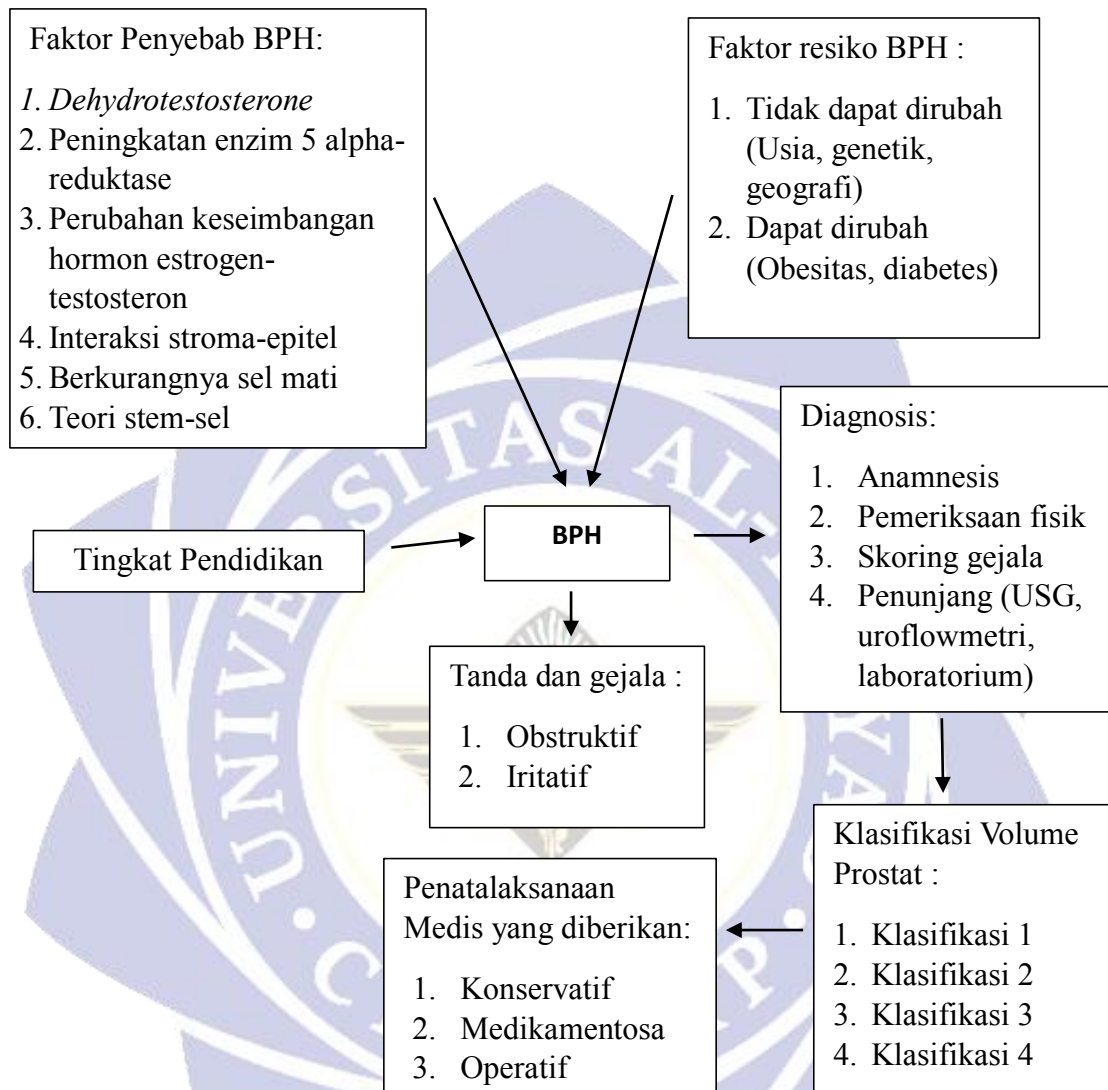 Faktor Penyebab BPH:
1. Dehydrotestosterone
2. Peningkatan enzim 5 alpha-
reduktase
3. Perubahan keseimbangan
hormon estrogen-
testosteron
4. Interaksi stroma-epitel
5. Berkurangnya sel mati
6. Teori stem-sel
Faktor resiko BPH :
1. Tidak dapat dirubah
(Usia, genetik,
geografi)
2. Dapat dirubah
(Obesitas, diabetes)
Tingkat Pendidikan
BPH
Diagnosis:
1. Anamnesis
2. Pemeriksaan fisik
3. Skoring gejala
4. Penunjang (USG,
uroflowmetri,
laboratorium)
Tanda dan gejala :
1. Obstruktif
2. Iritatif
Klasifikasi Volume
Prostat :
1. Klasifikasi 1
2. Klasifikasi 2
3. Klasifikasi 3
4. Klasifikasi 4
Penatalaksanaan
Medis yang diberikan:
1. Konservatif
2. Medikamentosa
3. Operatif